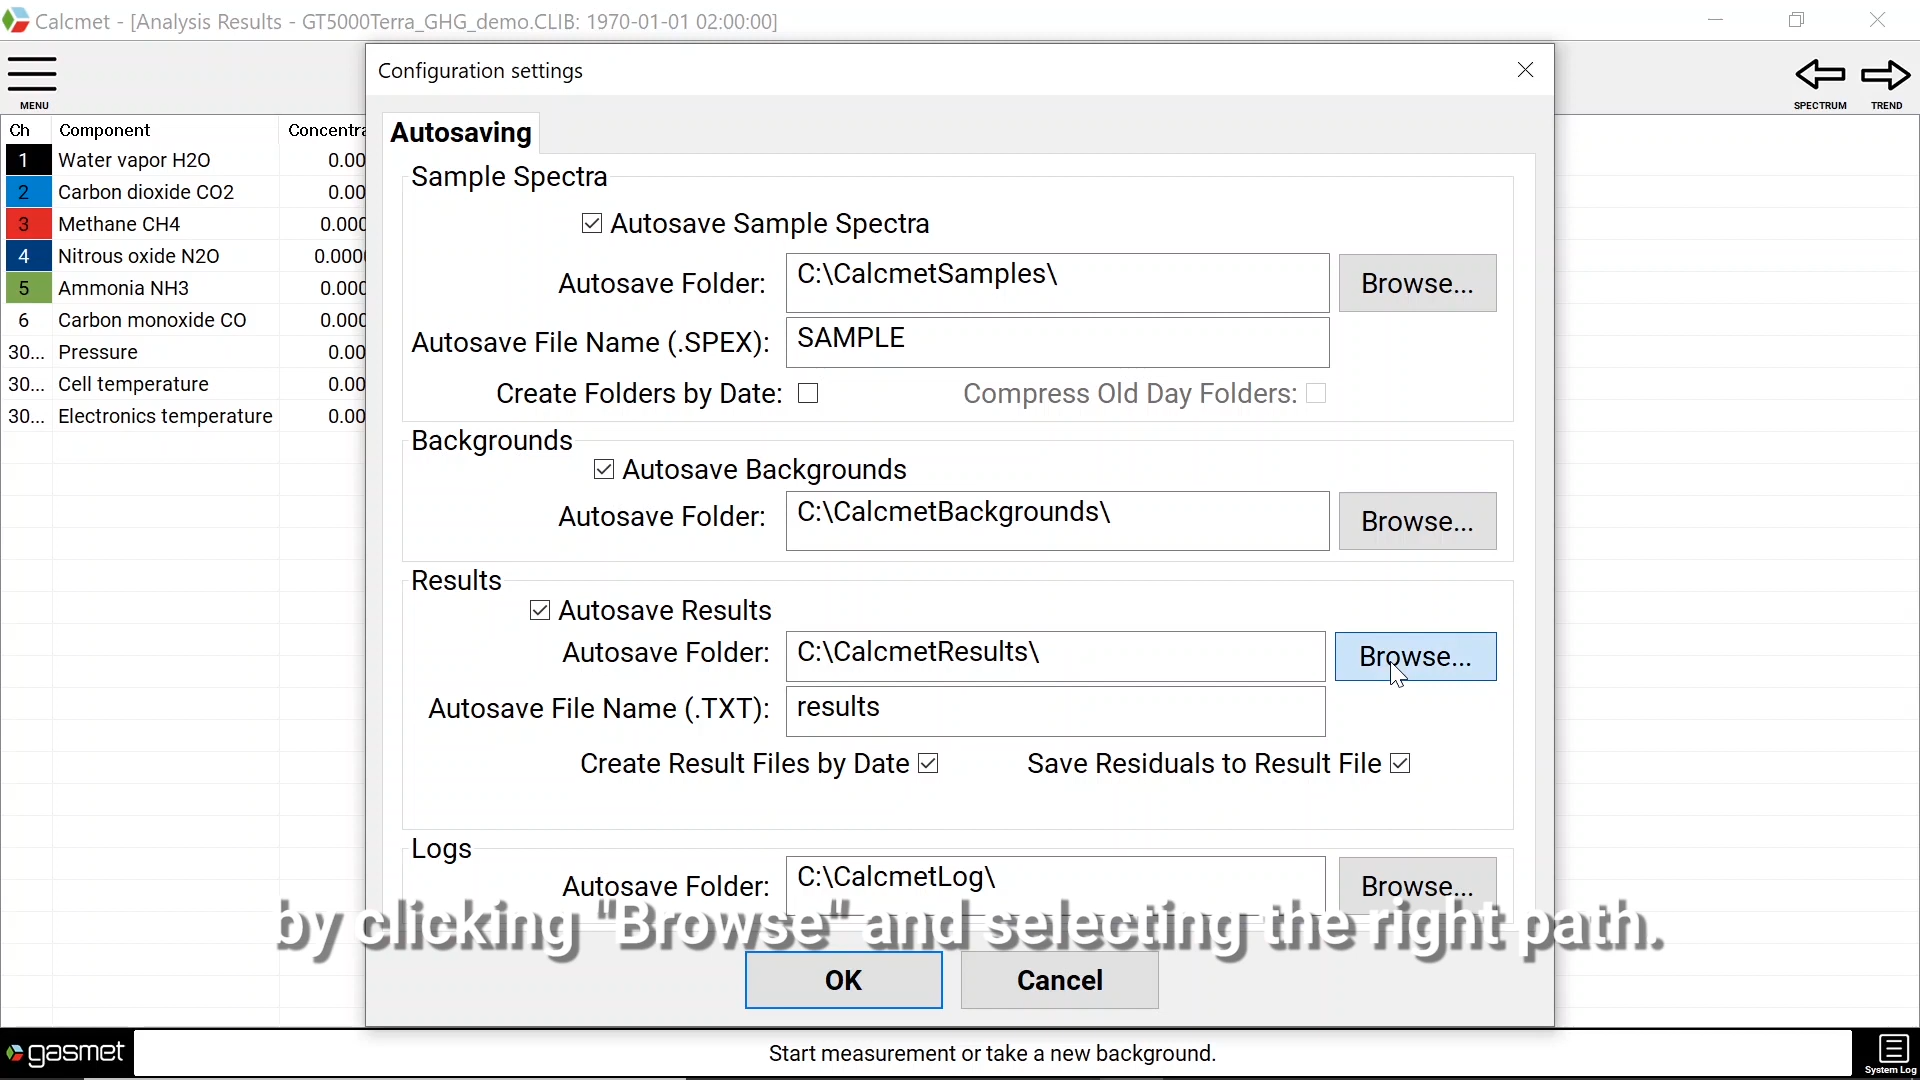 Calcmet - [Analysis Results - GT5000Terra_GHG_demo.CLIB: 1970-01-01 02:00:00]
MENU
SPECTRUM
TREND
Configuration settings
Ch Component Concentra
1 Water vapor H2O 0.00
2 Carbon dioxide CO2 0.00
3 Methane CH4 0.000
4 Nitrous oxide N2O 0.000
5 Ammonia NH3 0.000
6 Carbon monoxide CO 0.000
30... Pressure 0.00
30... Cell temperature 0.00
30... Electronics temperature 0.00
Autosaving
Sample Spectra
Autosave Sample Spectra
Autosave Folder: C:\CalcmetSamples\ Browse...
Autosave File Name (.SPEX): SAMPLE
Create Folders by Date: Compress Old Day Folders:
Backgrounds
Autosave Backgrounds
Autosave Folder: C:\CalcmetBackgrounds\ Browse...
Results
Autosave Results
Autosave Folder: C:\CalcmetResults\ Browse...
Autosave File Name (.TXT): results
Create Result Files by Date Save Residuals to Result File
Logs
Autosave Folder: C:\CalcmetLog\ Browse...
by clicking "Browse" and selecting the right path.
OK Cancel
gasmet
Start measurement or take a new background.
System Log